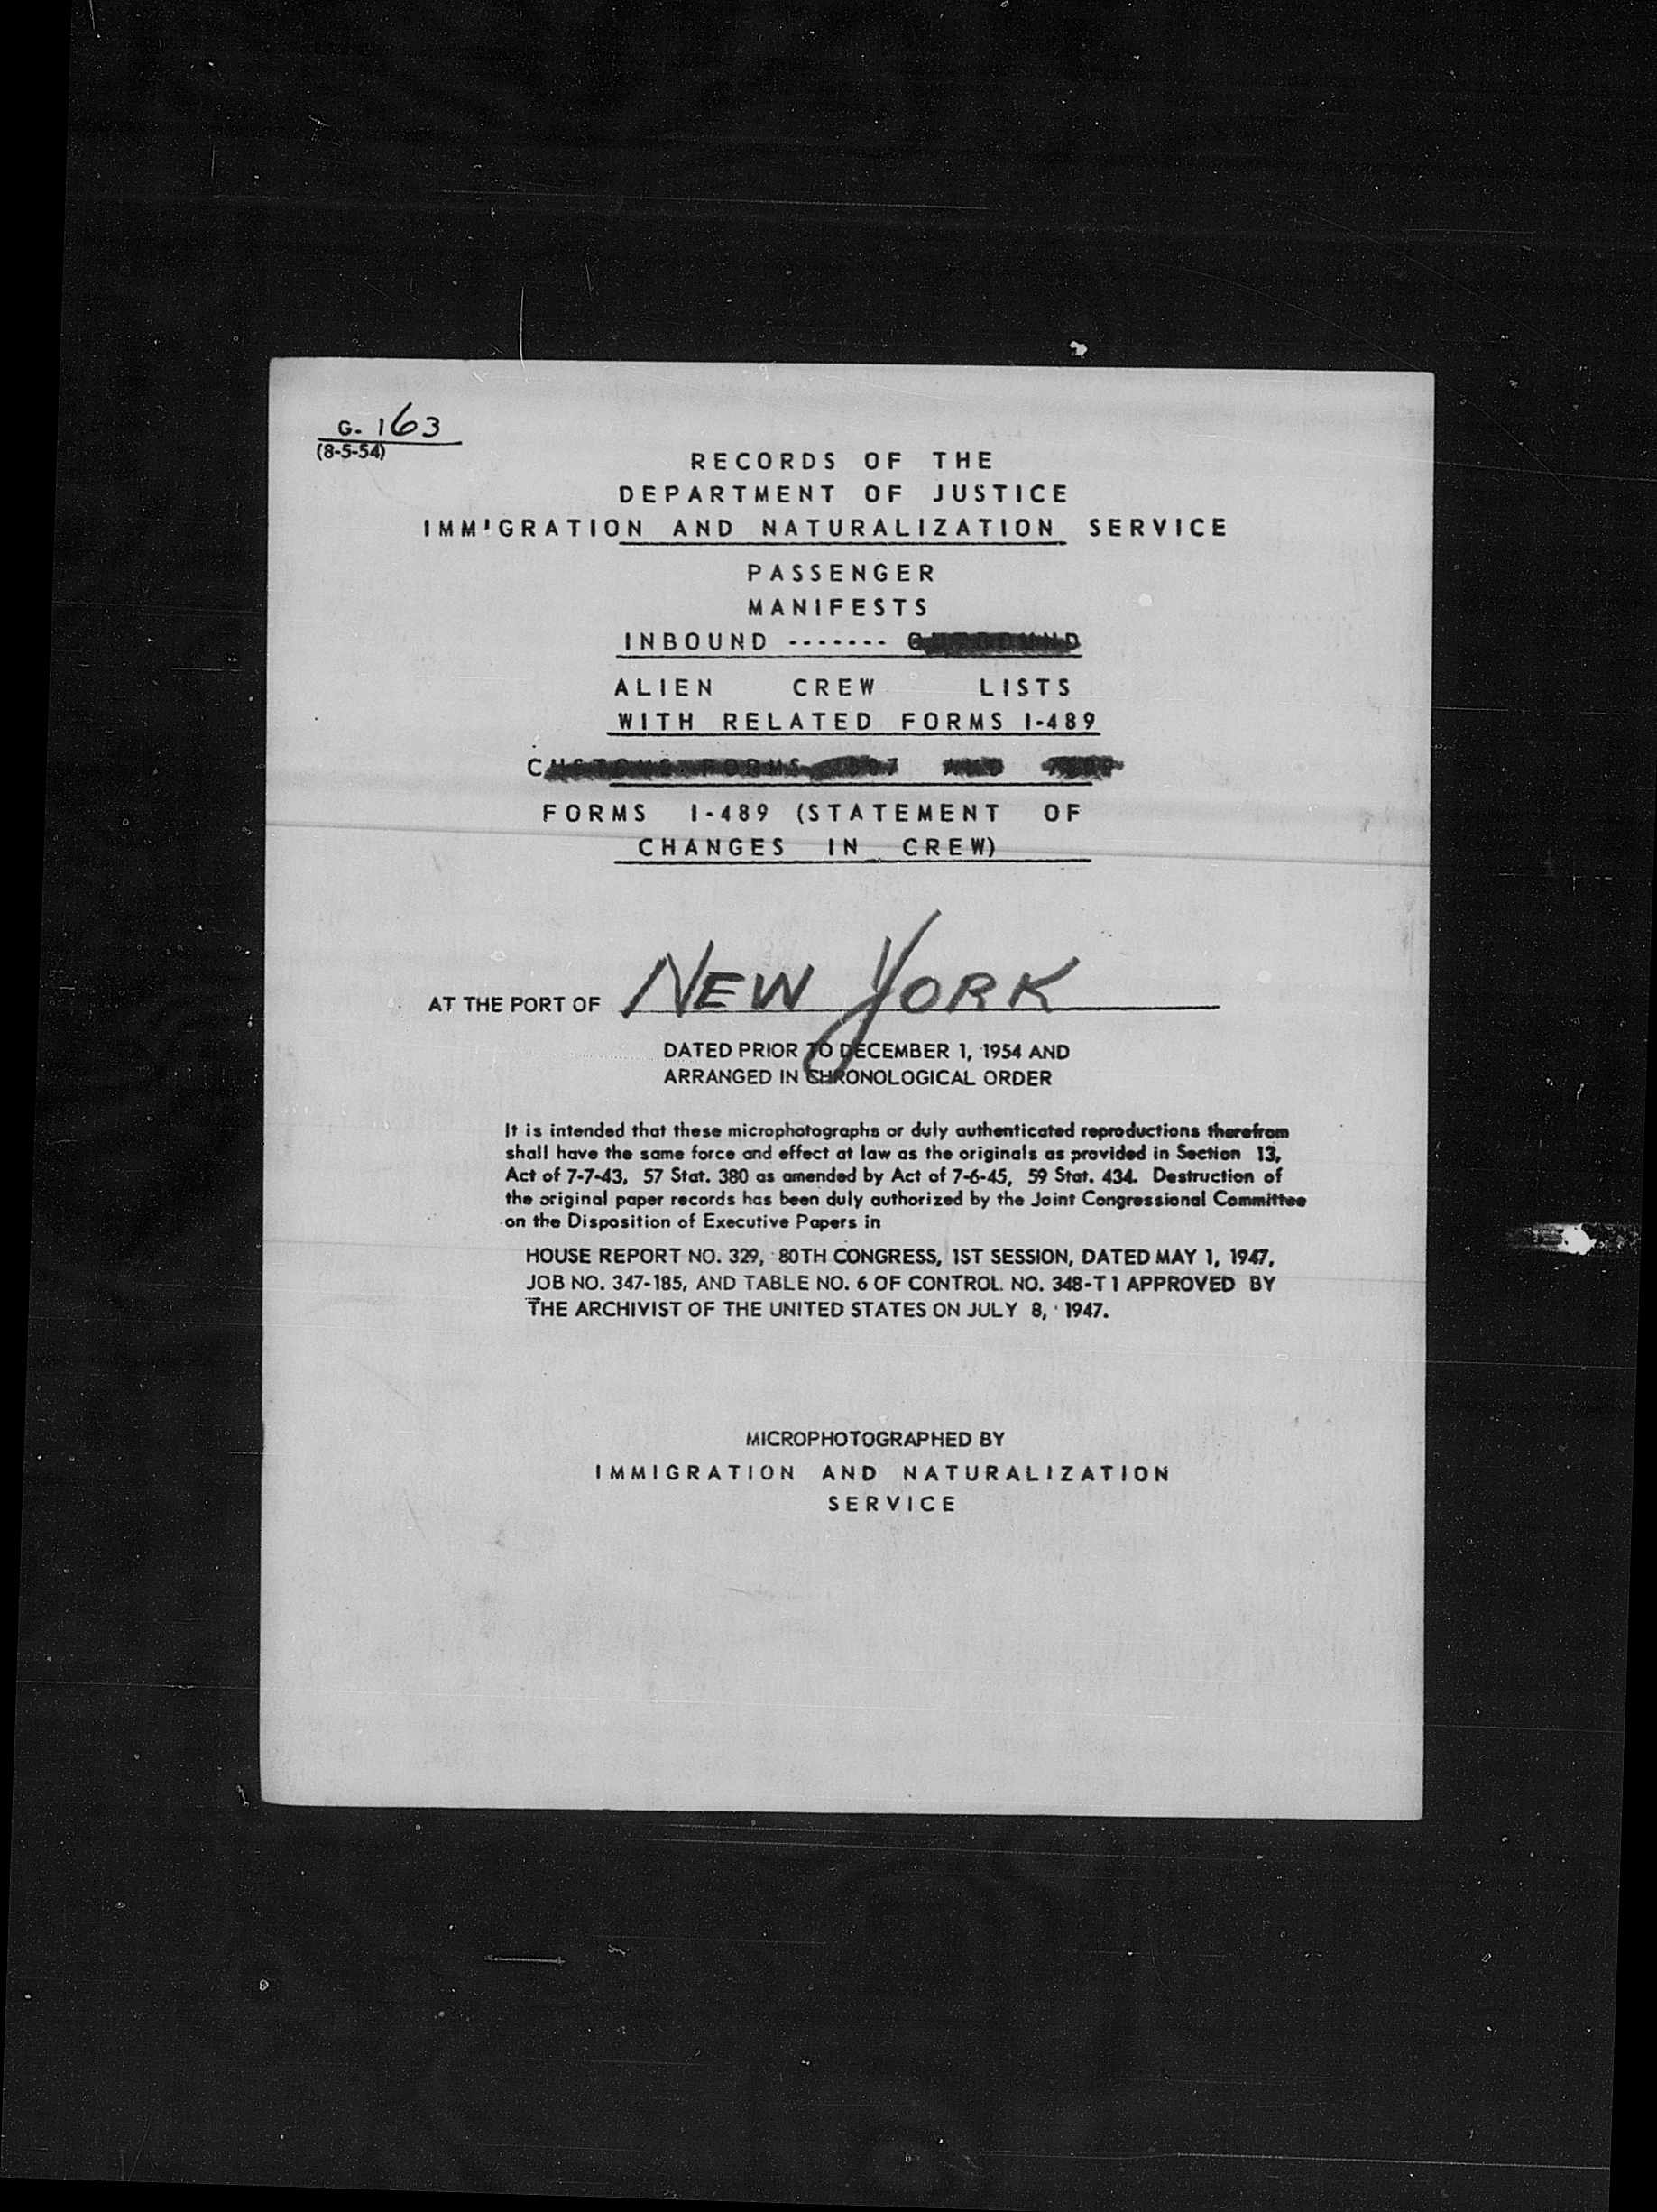 G-163
(8-5-54)
RECORDS OF THE
DEPARTMENT OF JUSTICE
IMMIGRATION AND NATURALIZATION SERVICE
PASSENGER
MANIFESTS
INBOUND ------- OUTBOUND
ALIEN CREW LISTS
WITH RELATED FORMS I-489
CUSTOMS FORMS AND
FORMS I-489 (STATEMENT OF
CHANGES IN CREW)
AT THE PORT OF NEW YORK
DATED PRIOR TO DECEMBER 1, 1954 AND
ARRANGED IN CHRONOLOGICAL ORDER
It is intended that these microphotographs or duly authenticated reproductions therefrom
shall have the same force and effect at law as the originals as provided in Section 13,
Act of 7-7-43, 57 Stat. 380 as amended by Act of 7-6-45, 59 Stat. 434. Destruction of
the original paper records has been duly authorized by the Joint Congressional Committee
on the Disposition of Executive Papers in
HOUSE REPORT NO. 329, 80TH CONGRESS, 1ST SESSION, DATED MAY 1, 1947,
JOB NO. 347-185, AND TABLE NO. 6 OF CONTROL NO. 348-T1 APPROVED BY
THE ARCHIVIST OF THE UNITED STATES ON JULY 8, 1947.
MICROPHOTOGRAPHED BY
IMMIGRATION AND NATURALIZATION
SERVICE